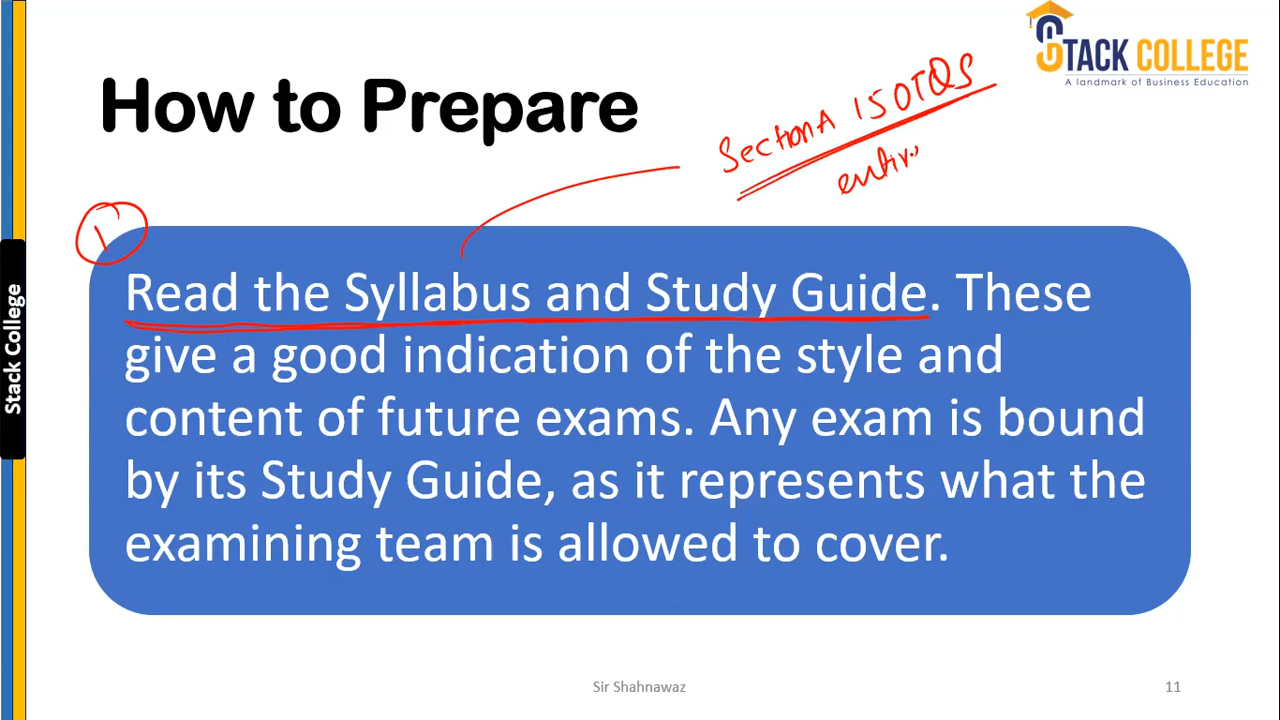 STACK COLLEGE
A landmark of Business Education
How to Prepare
Section A 15 OTQS
1
Read the Syllabus and Study Guide. These
give a good indication of the style and
content of future exams. Any exam is bound
by its Study Guide, as it represents what the
examining team is allowed to cover.
Stack College
Sir Shahnawaz
11